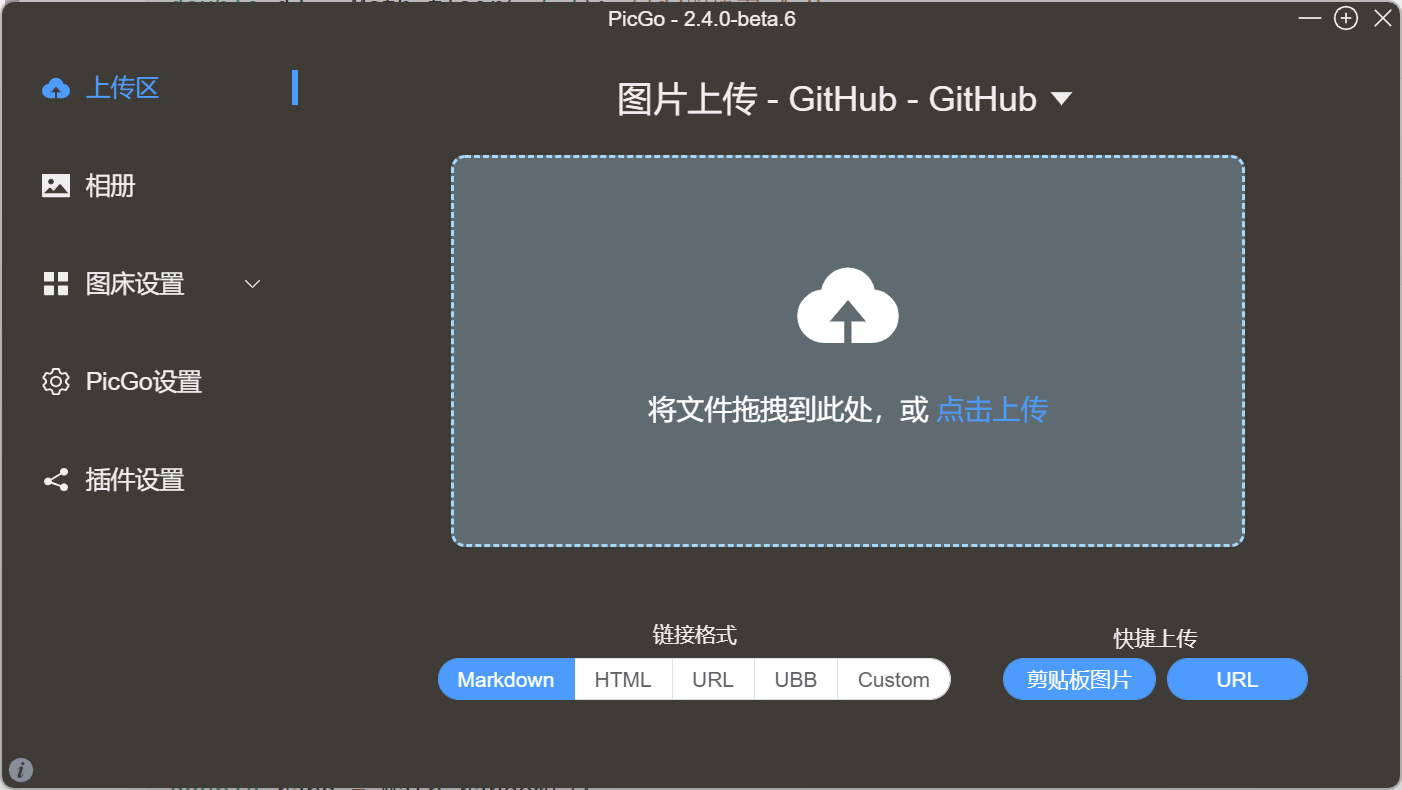 PicGo - 2.4.0-beta.6
上传区
相册
图床设置
PicGo设置
插件设置
图片上传 - GitHub - GitHub
将文件拖拽到此处，或 点击上传
链接格式
Markdown HTML URL UBB Custom
快捷上传
剪贴板图片 URL